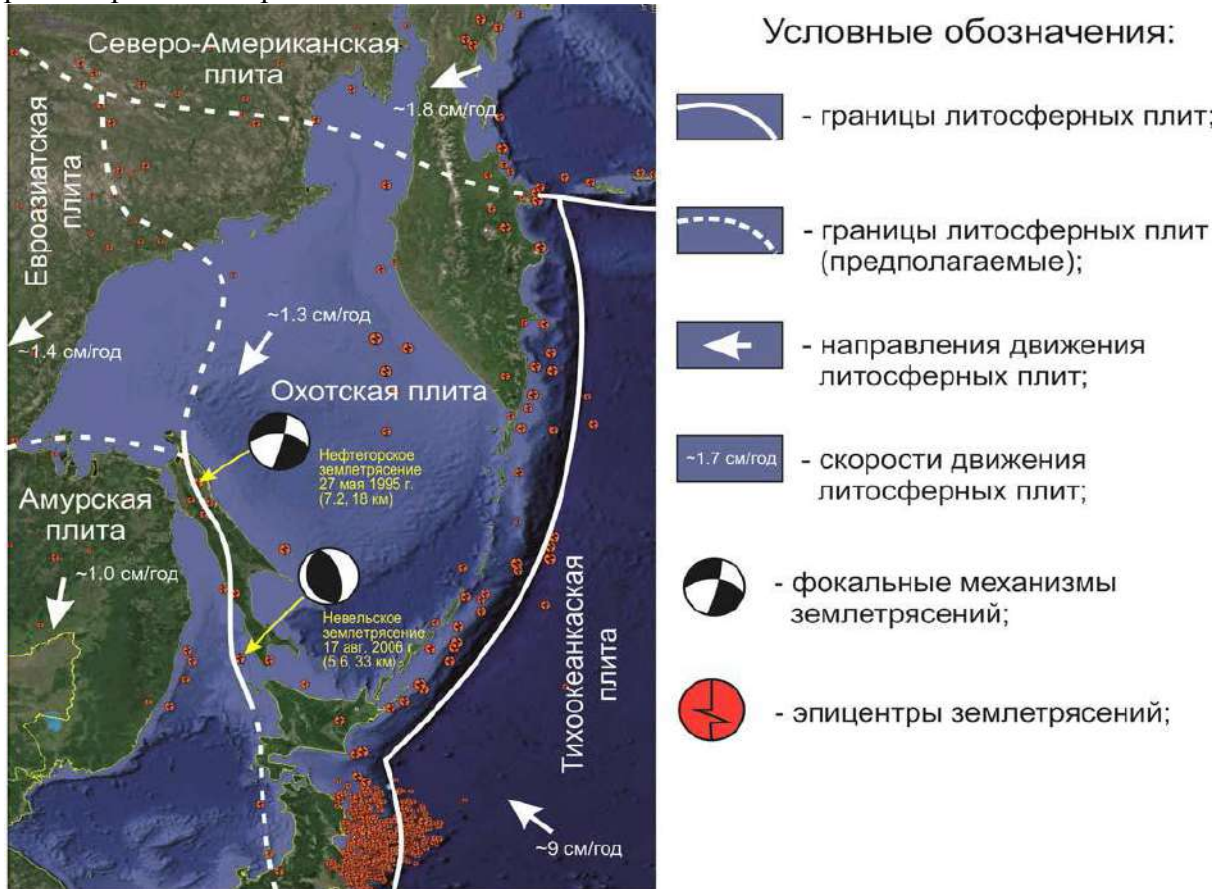 Северо-Американская
плита
~1.8 см/год
Евроазиатская
плита
~1.4 см/год
~1.3 см/год
Охотская плита
Нефтегорское
землетрясение
27 мая 1995 г.
(7.2, 18 км)
Амурская
плита
~1.0 см/год
Невельское
землетрясение
17 авг. 2006 г.
(5.6, 33 км)
Тихоокеанкаская
плита
~9 см/год
Условные обозначения:
- границы литосферных плит;
- границы литосферных плит
(предполагаемые);
- направления движения
литосферных плит;
~1.7 см/год
- скорости движения
литосферных плит;
- фокальные механизмы
землетрясений;
- эпицентры землетрясений;